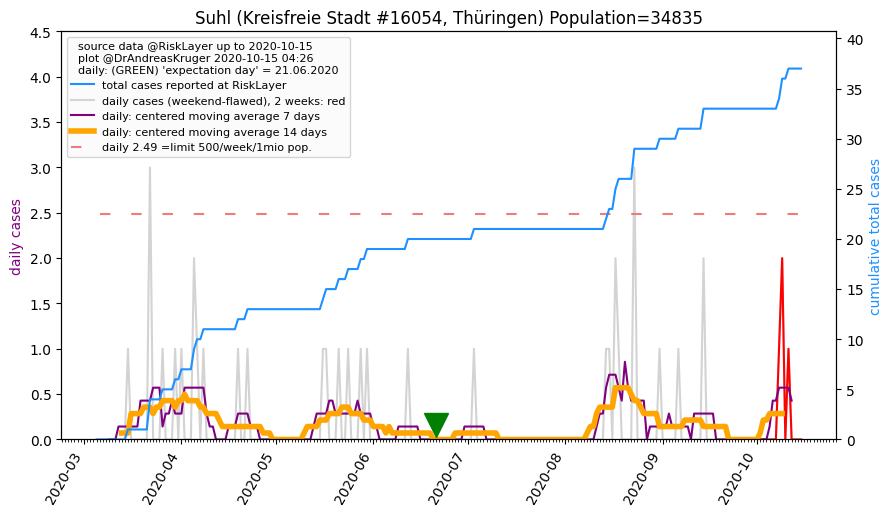 Suhl (Kreisfreie Stadt #16054, Thüringen) Population=34835
source data @RiskLayer up to 2020-10-15
plot @DrAndreasKruger 2020-10-15 04:26
daily: (GREEN) 'expectation day' = 21.06.2020
total cases reported at RiskLayer
daily cases (weekend-flawed), 2 weeks: red
daily: centered moving average 7 days
daily: centered moving average 14 days
daily 2.49 =limit 500/week/1mio pop.
daily cases
4.5
4.0
3.5
3.0
2.5
2.0
1.5
1.0
0.5
0.0
40
35
30
25
20
15
10
5
0
cumulative total cases
2020-03
2020-04
2020-05
2020-06
2020-07
2020-08
2020-09
2020-10